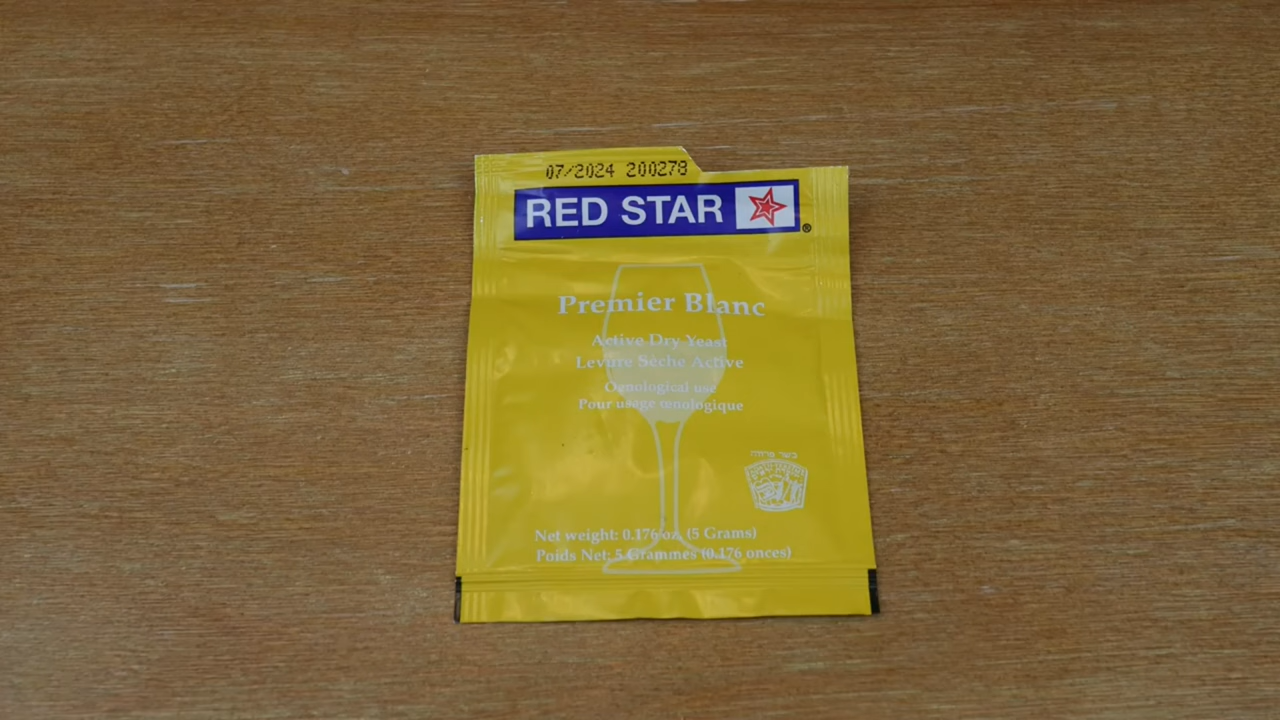 07/2024 200278
RED STAR
®
Premier Blanc
Active Dry Yeast
Levure Sèche Active
Oenological use
Pour usage œnologique
Net weight: 0.176 oz. (5 Grams)
Poids Net: 5 Grammes (0.176 onces)